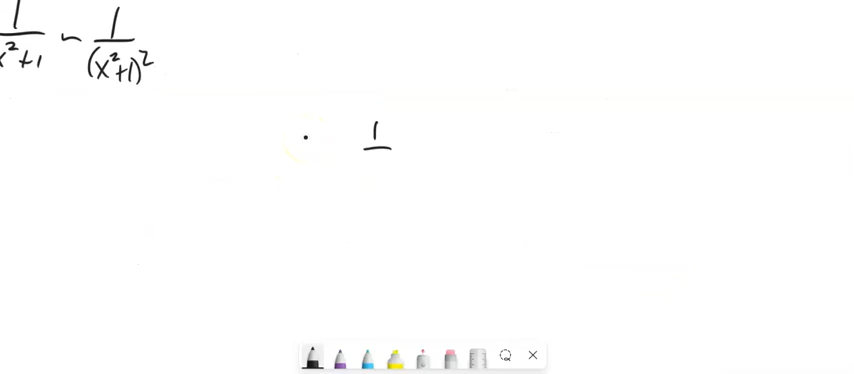 1/(x²+1) ~ 1/(x²+1)²
. 1/